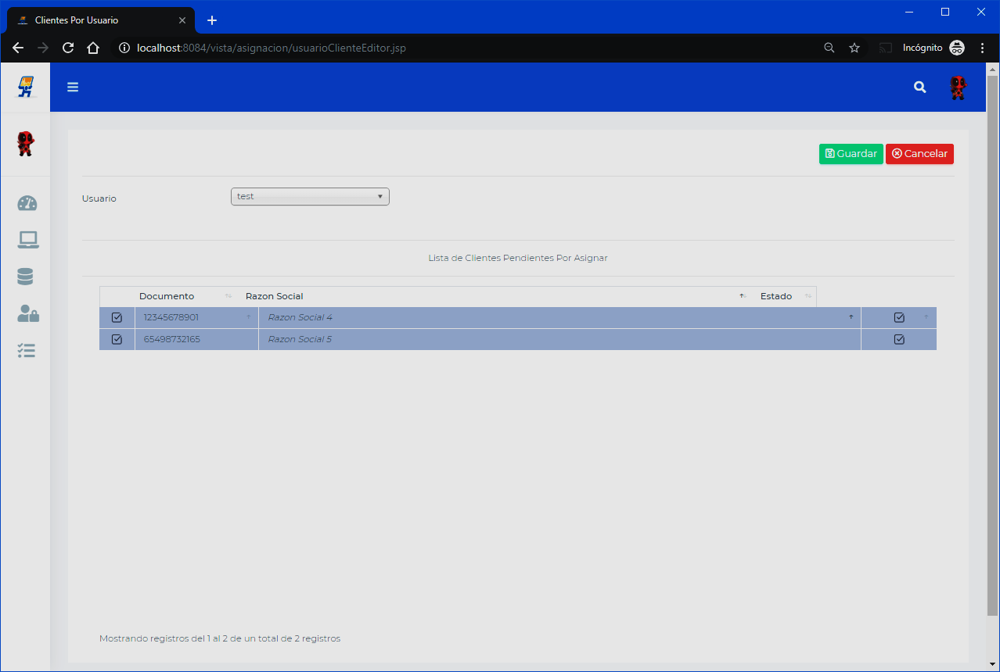 Clientes Por Usuario
localhost:8084/vista/asignacion/usuarioClienteEditor.jsp
Incógnito
Guardar Cancelar
Usuario test
Lista de Clientes Pendientes Por Asignar
Documento Razon Social Estado
12345678901 Razon Social 4
65498732165 Razon Social 5
Mostrando registros del 1 al 2 de un total de 2 registros